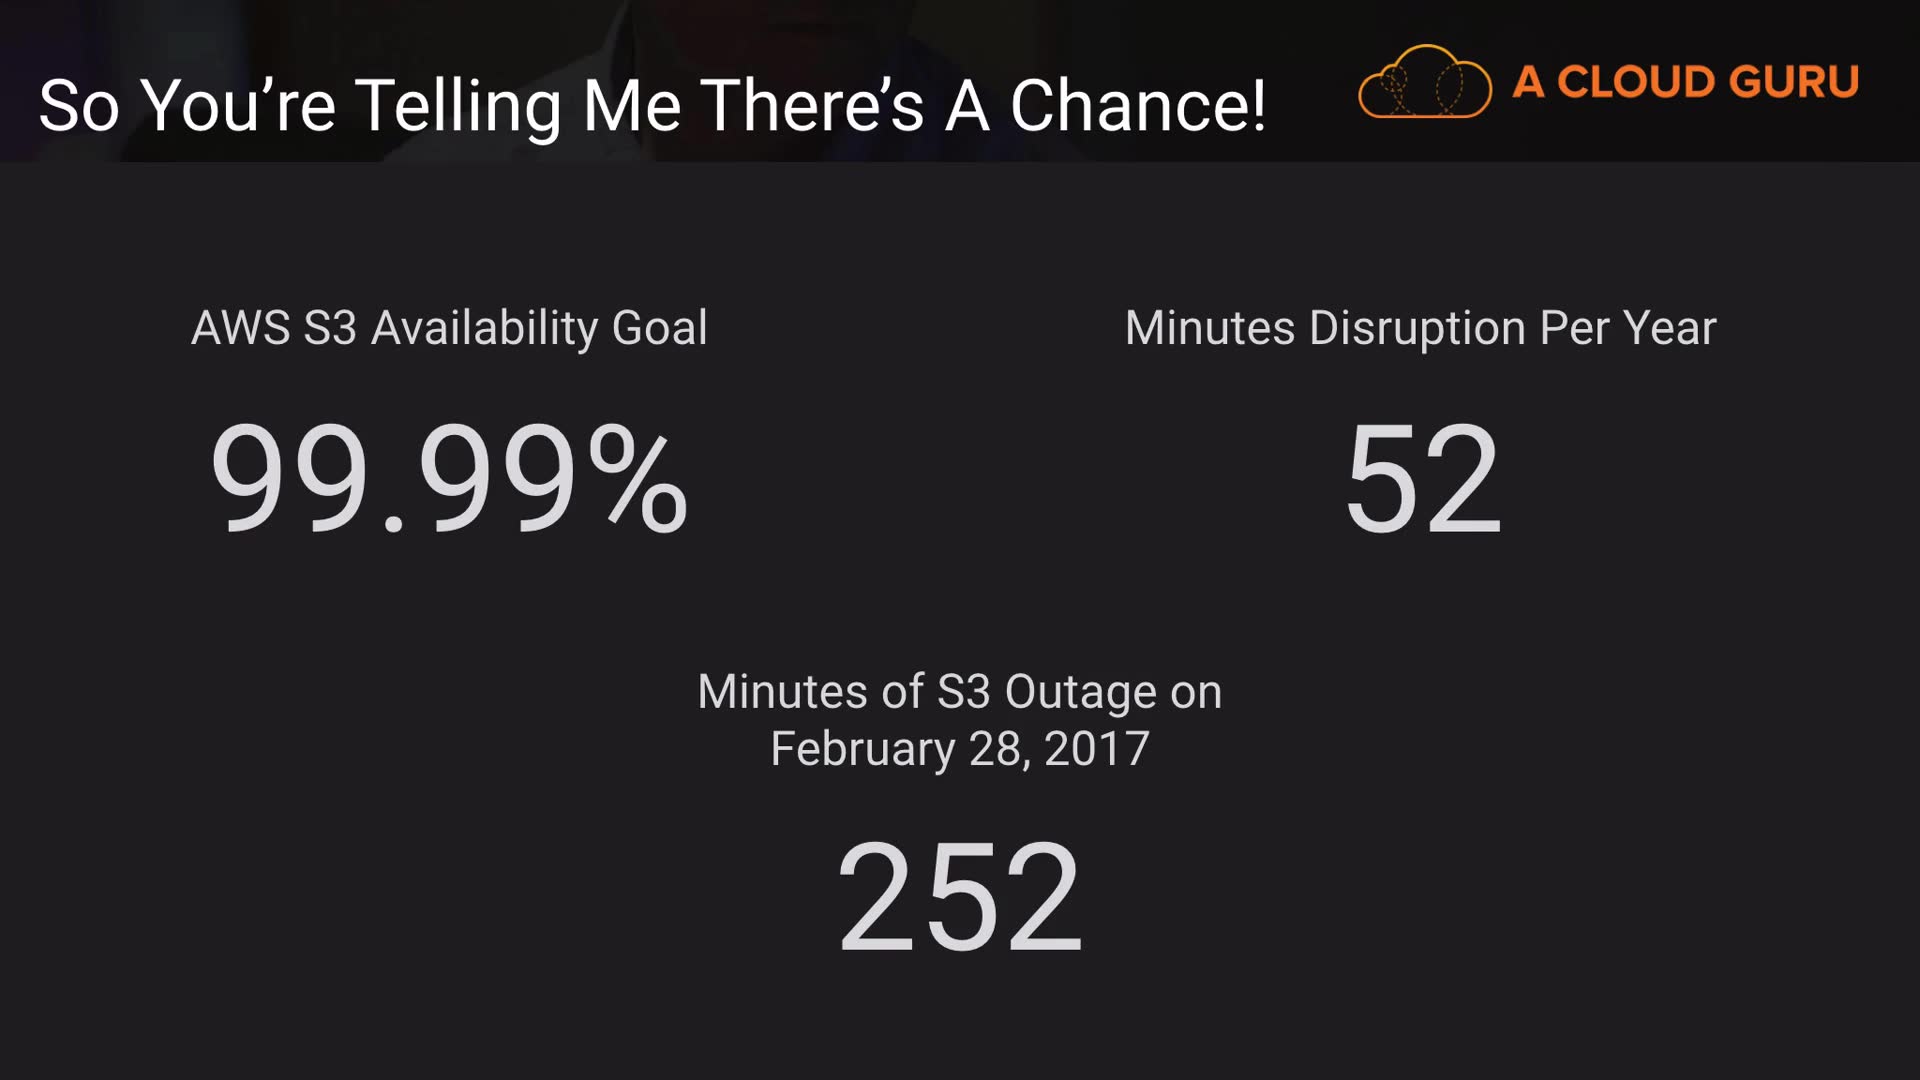 So You’re Telling Me There’s A Chance!
A CLOUD GURU
AWS S3 Availability Goal
99.99%
Minutes Disruption Per Year
52
Minutes of S3 Outage on
February 28, 2017
252